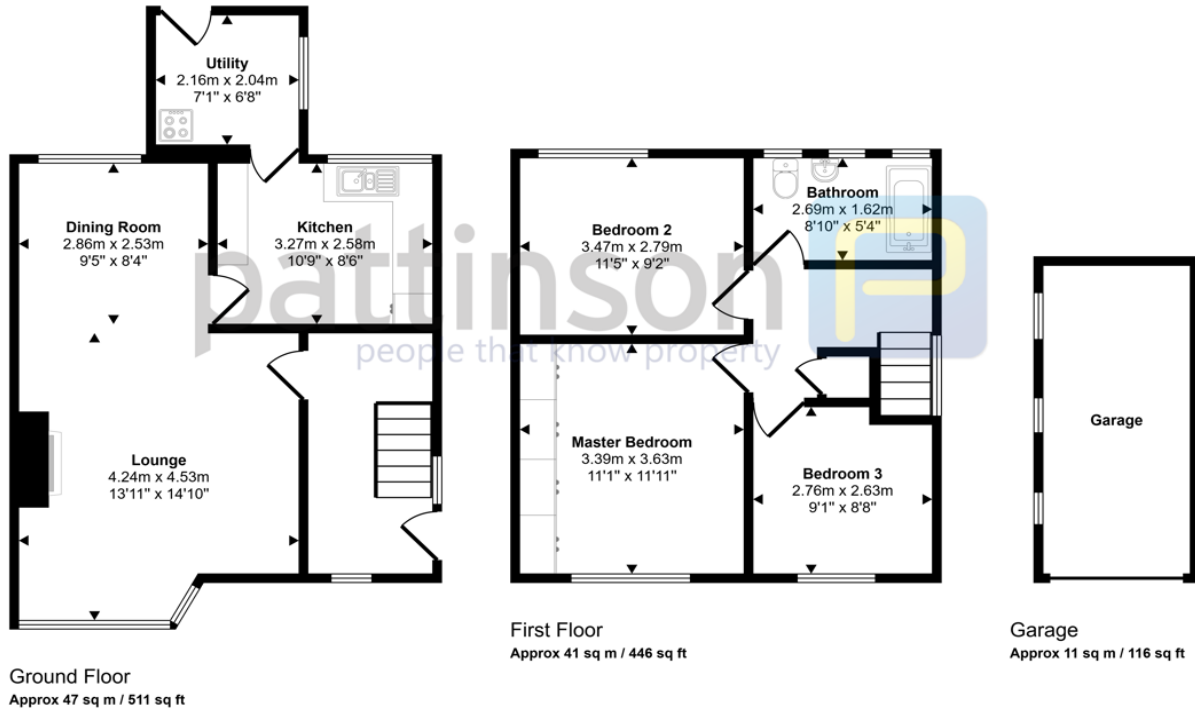 Utility
2.16m x 2.04m
7'1" x 6'8"
Dining Room
2.86m x 2.53m
9'5" x 8'4"
Kitchen
3.27m x 2.58m
10'9" x 8'6"
Lounge
4.24m x 4.53m
13'11" x 14'10"
Ground Floor
Approx 47 sq m / 511 sq ft
Bedroom 2
3.47m x 2.79m
11'5" x 9'2"
Bathroom
2.69m x 1.62m
8'10" x 5'4"
Master Bedroom
3.39m x 3.63m
11'1" x 11'11"
Bedroom 3
2.76m x 2.63m
9'1" x 8'8"
First Floor
Approx 41 sq m / 446 sq ft
Garage
Garage
Approx 11 sq m / 116 sq ft
pattinson
people that know property